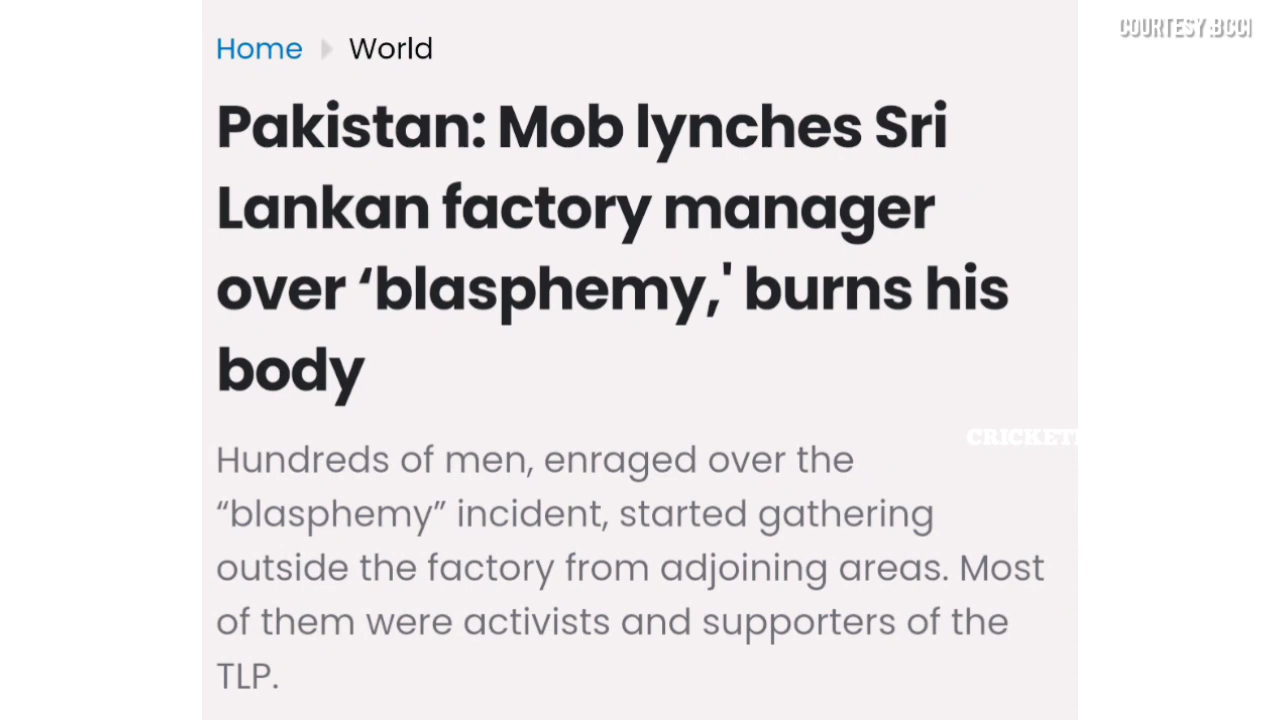 COURTESY:BCCI
Home World
Pakistan: Mob lynches Sri
Lankan factory manager
over ‘blasphemy,' burns his
body
CRICKET
Hundreds of men, enraged over the
“blasphemy” incident, started gathering
outside the factory from adjoining areas. Most
of them were activists and supporters of the
TLP.